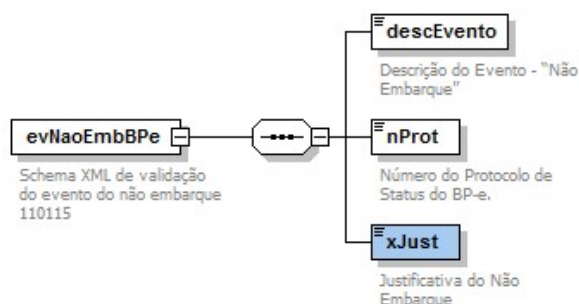 evNaoEmbBPe
Schema XML de validação
do evento do não embarque
110115
descEvento
Descrição do Evento - “Não
Embarque”
nProt
Número do Protocolo de
Status do BP-e.
xJust
Justificativa do Não
Embarque